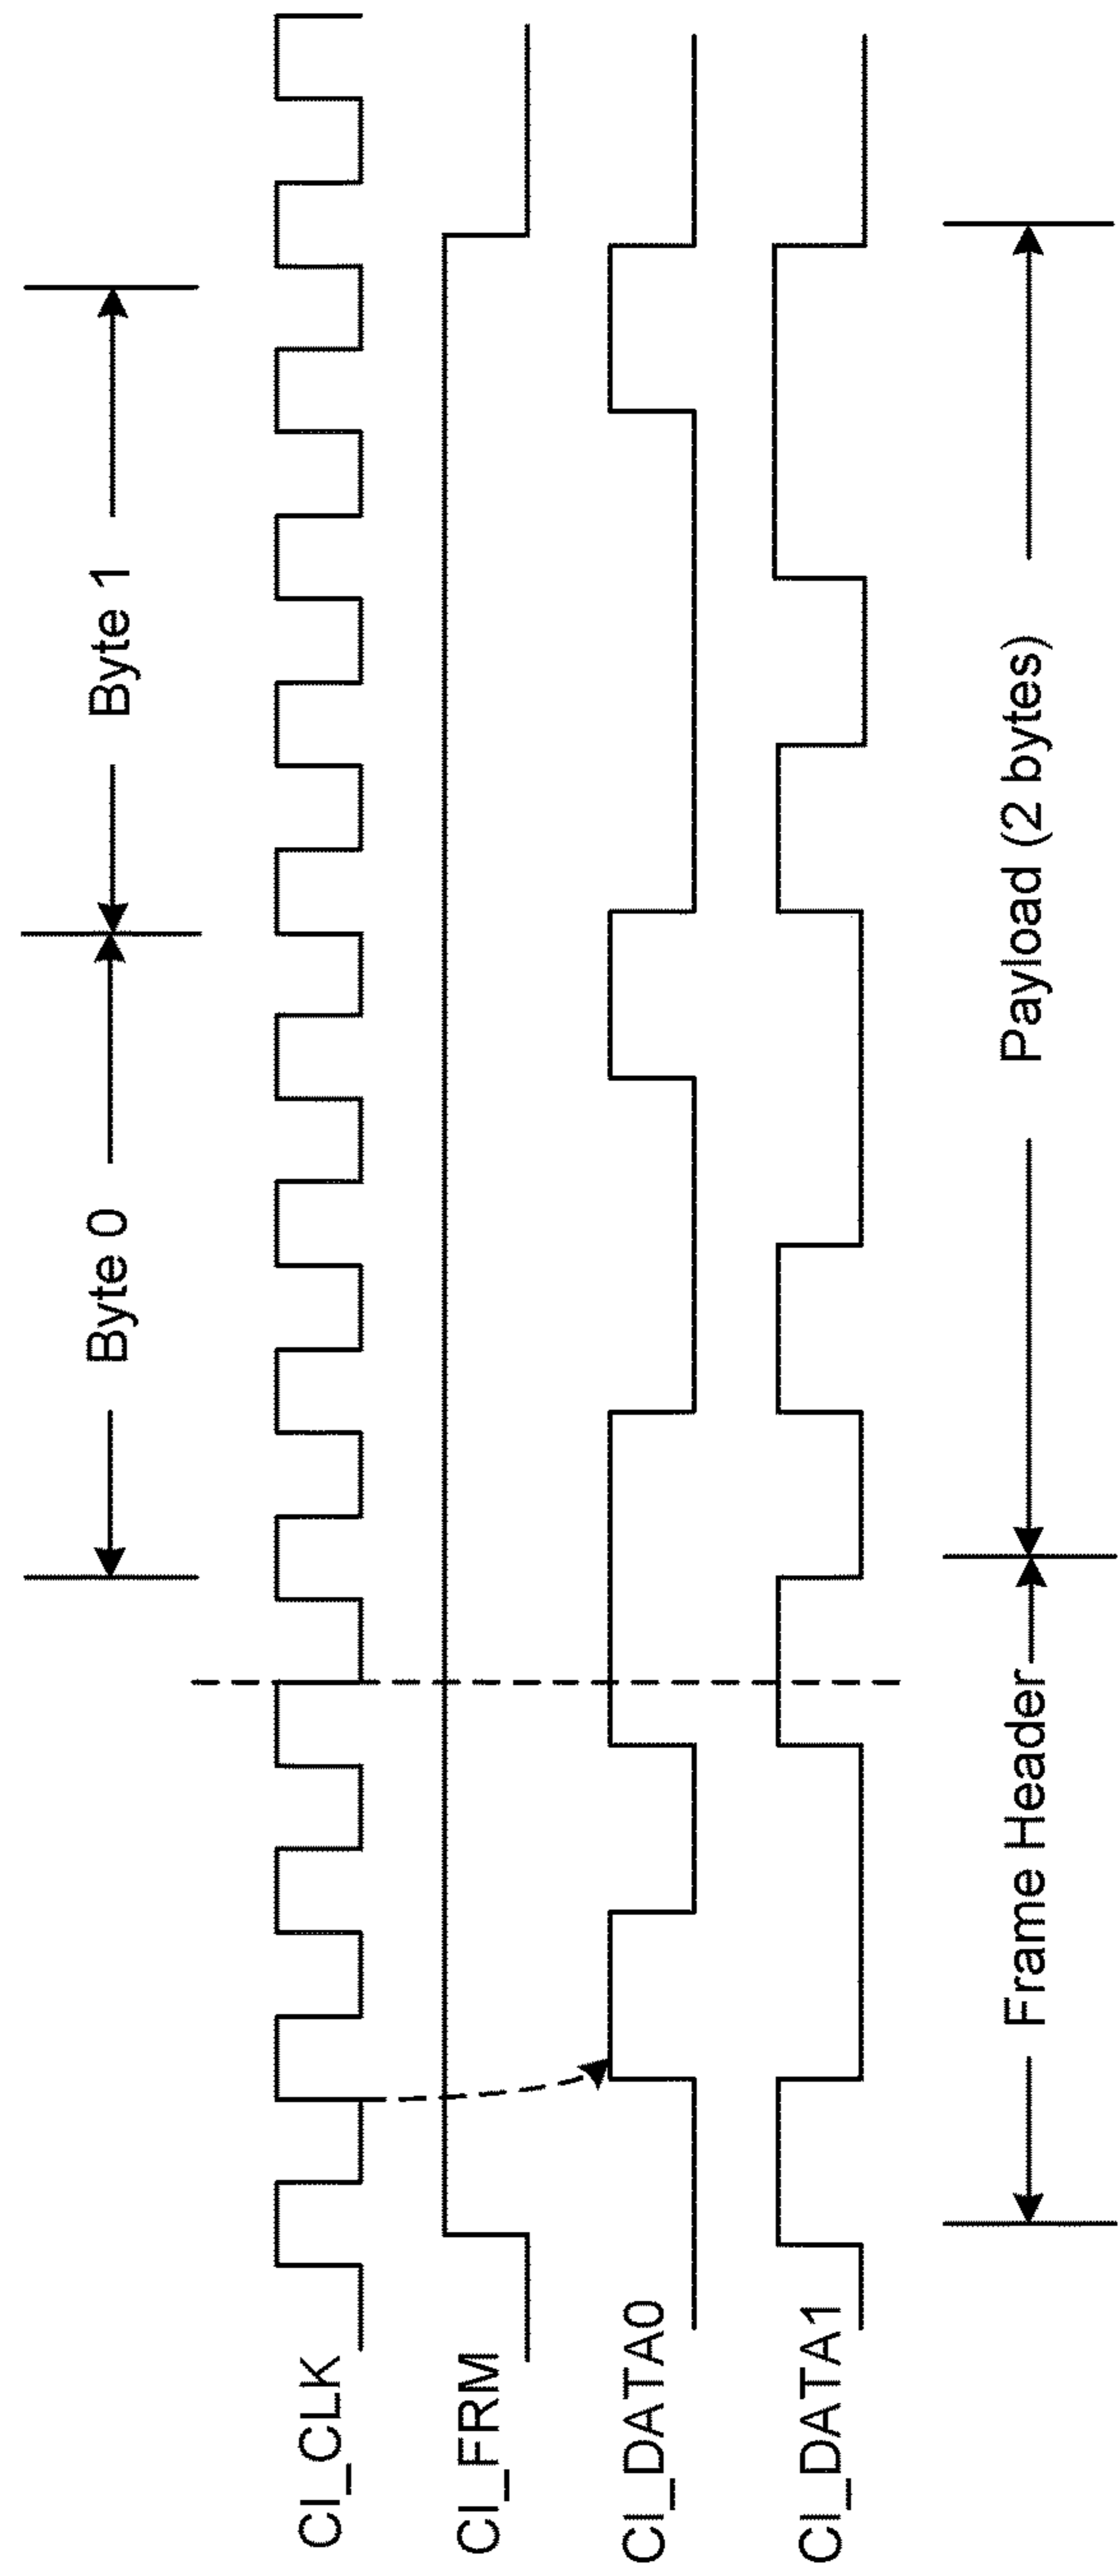 Byte 0
Byte 1
CI_CLK
CI_FRM
CI_DATA0
CI_DATA1
Frame Header
Payload (2 bytes)